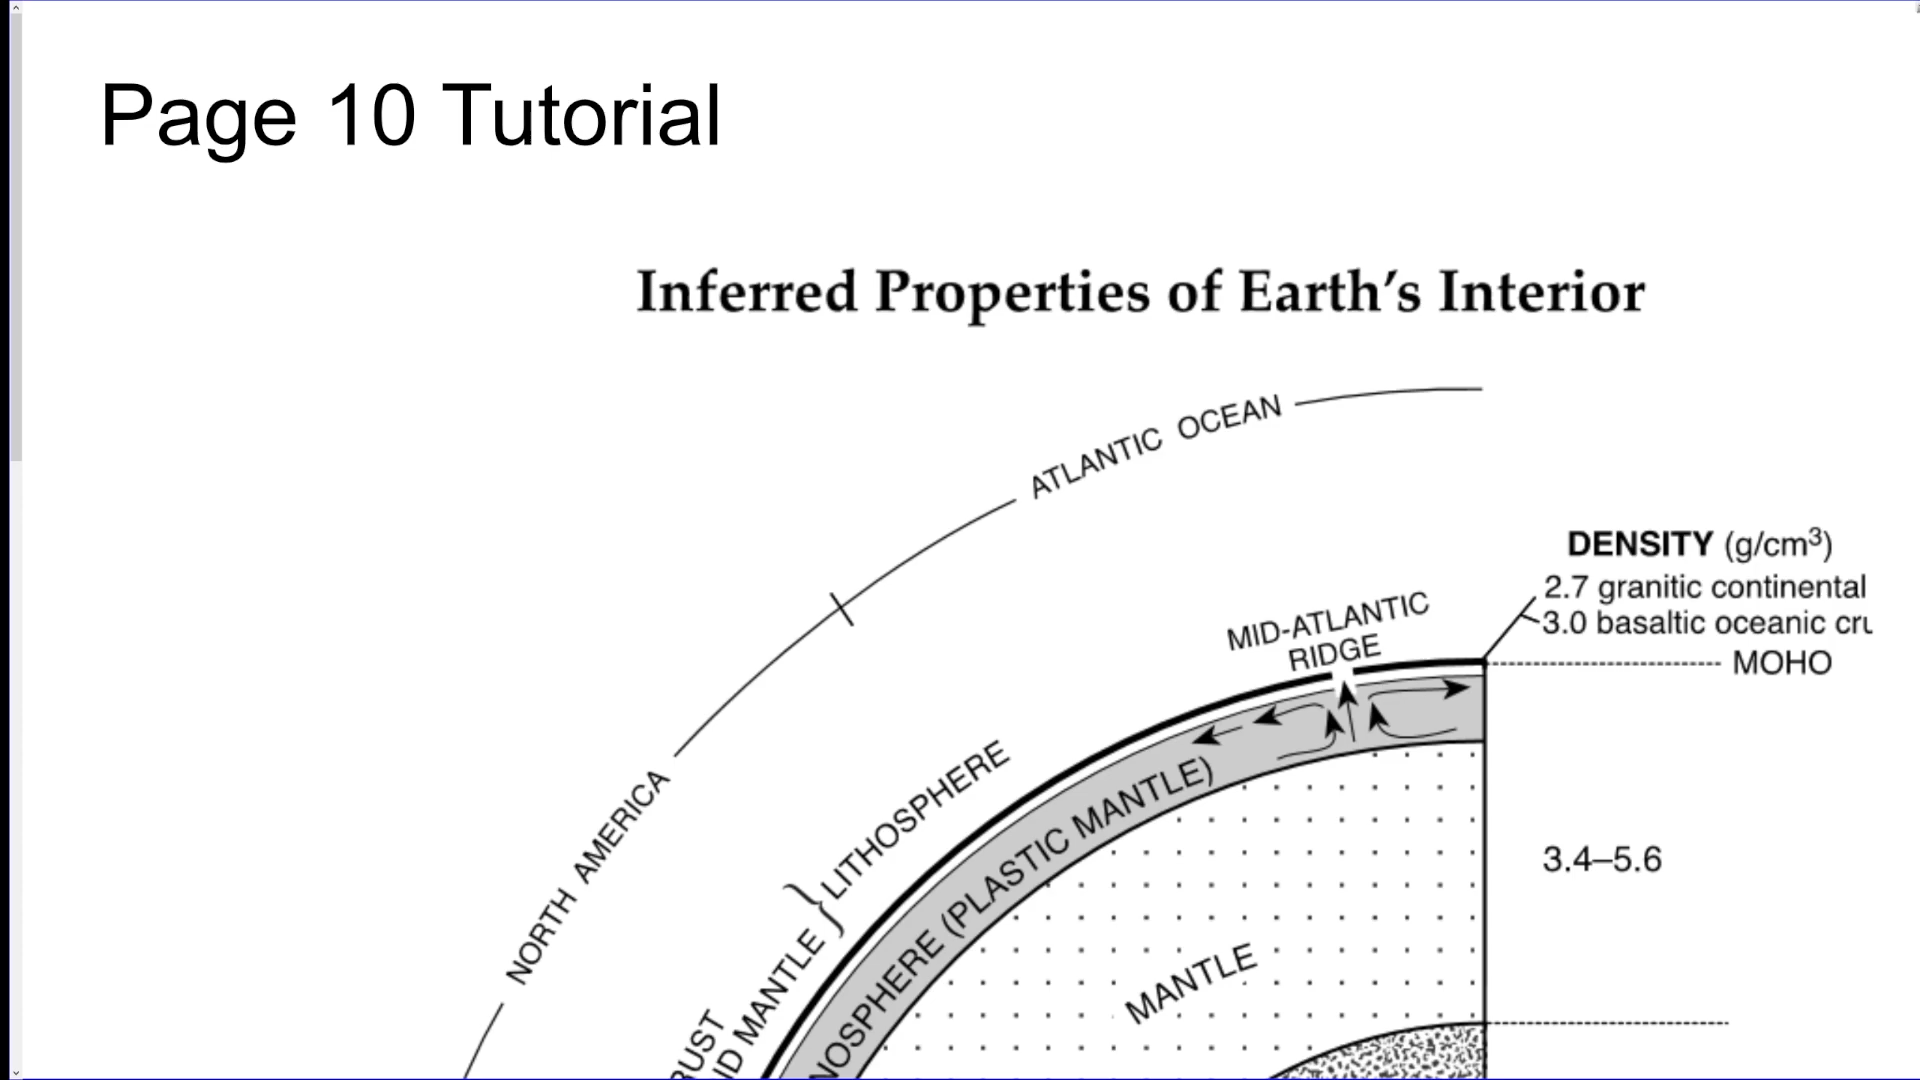 Page 10 Tutorial
Inferred Properties of Earth's Interior
ATLANTIC OCEAN
DENSITY (g/cm³)
2.7 granitic continental
3.0 basaltic oceanic
MID-ATLANTIC
RIDGE
MOHO
LITHOSPHERE
NORTH AMERICA
(PLASTIC MANTLE)
3.4–5.6
MANTLE
MANTLE